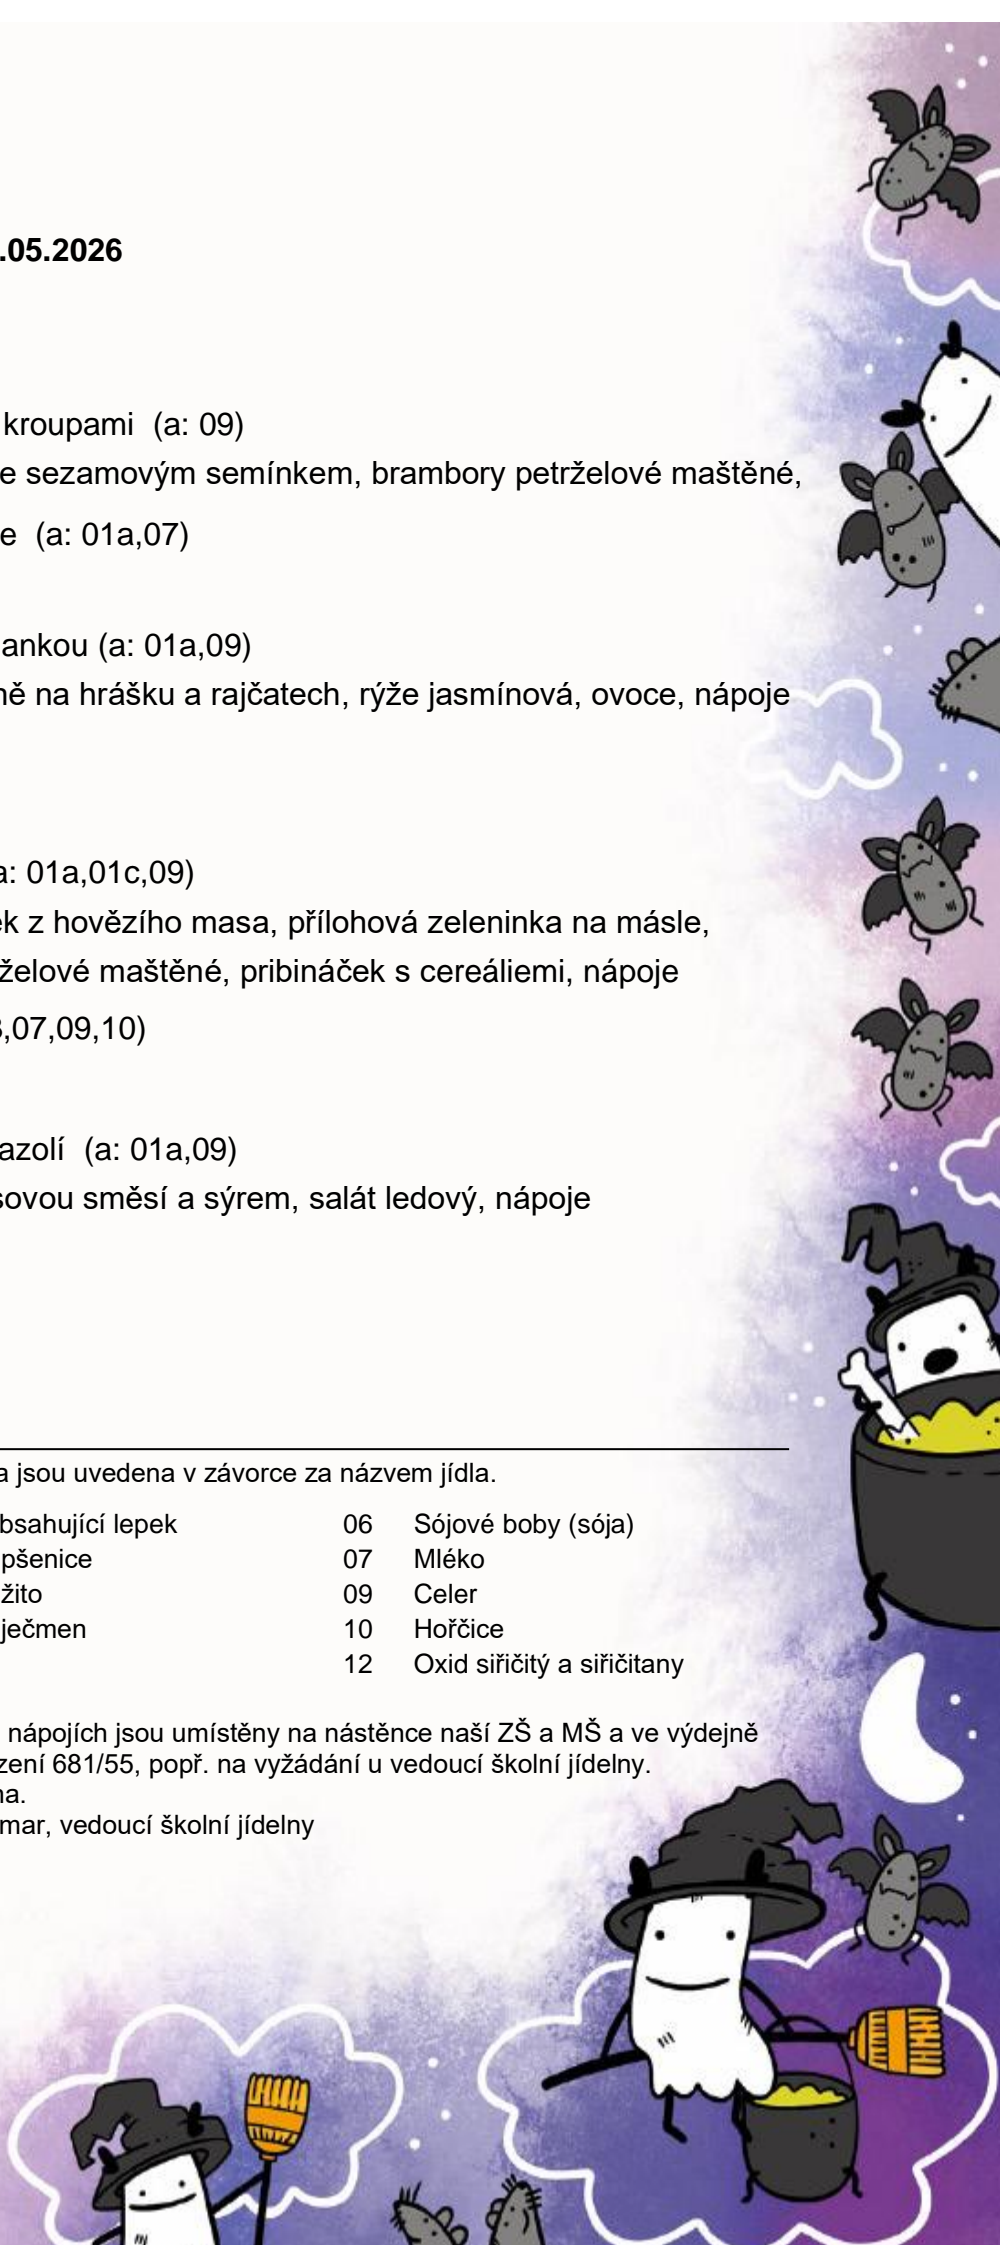 .05.2026
kroupami (a: 09)
e sezamovým semínkem, brambory petrželové maštěné,
e (a: 01a,07)
ankou (a: 01a,09)
ně na hrášku a rajčatech, rýže jasmínová, ovoce, nápoje
a: 01a,01c,09)
ek z hovězího masa, přílohová zeleninka na másle,
želové maštěné, pribináček s cereáliemi, nápoje
,07,09,10)
azolí (a: 01a,09)
sovou směsí a sýrem, salát ledový, nápoje
a jsou uvedena v závorce za názvem jídla.
bsahující lepek 06 Sójové boby (sója)
pšenice 07 Mléko
žito 09 Celer
ječmen 10 Hořčice
12 Oxid siřičitý a siřičitany
nápojích jsou umístěny na nástěnce naší ZŠ a MŠ a ve výdejně
zení 681/55, popř. na vyžádání u vedoucí školní jídelny.
na.
mar, vedoucí školní jídelny